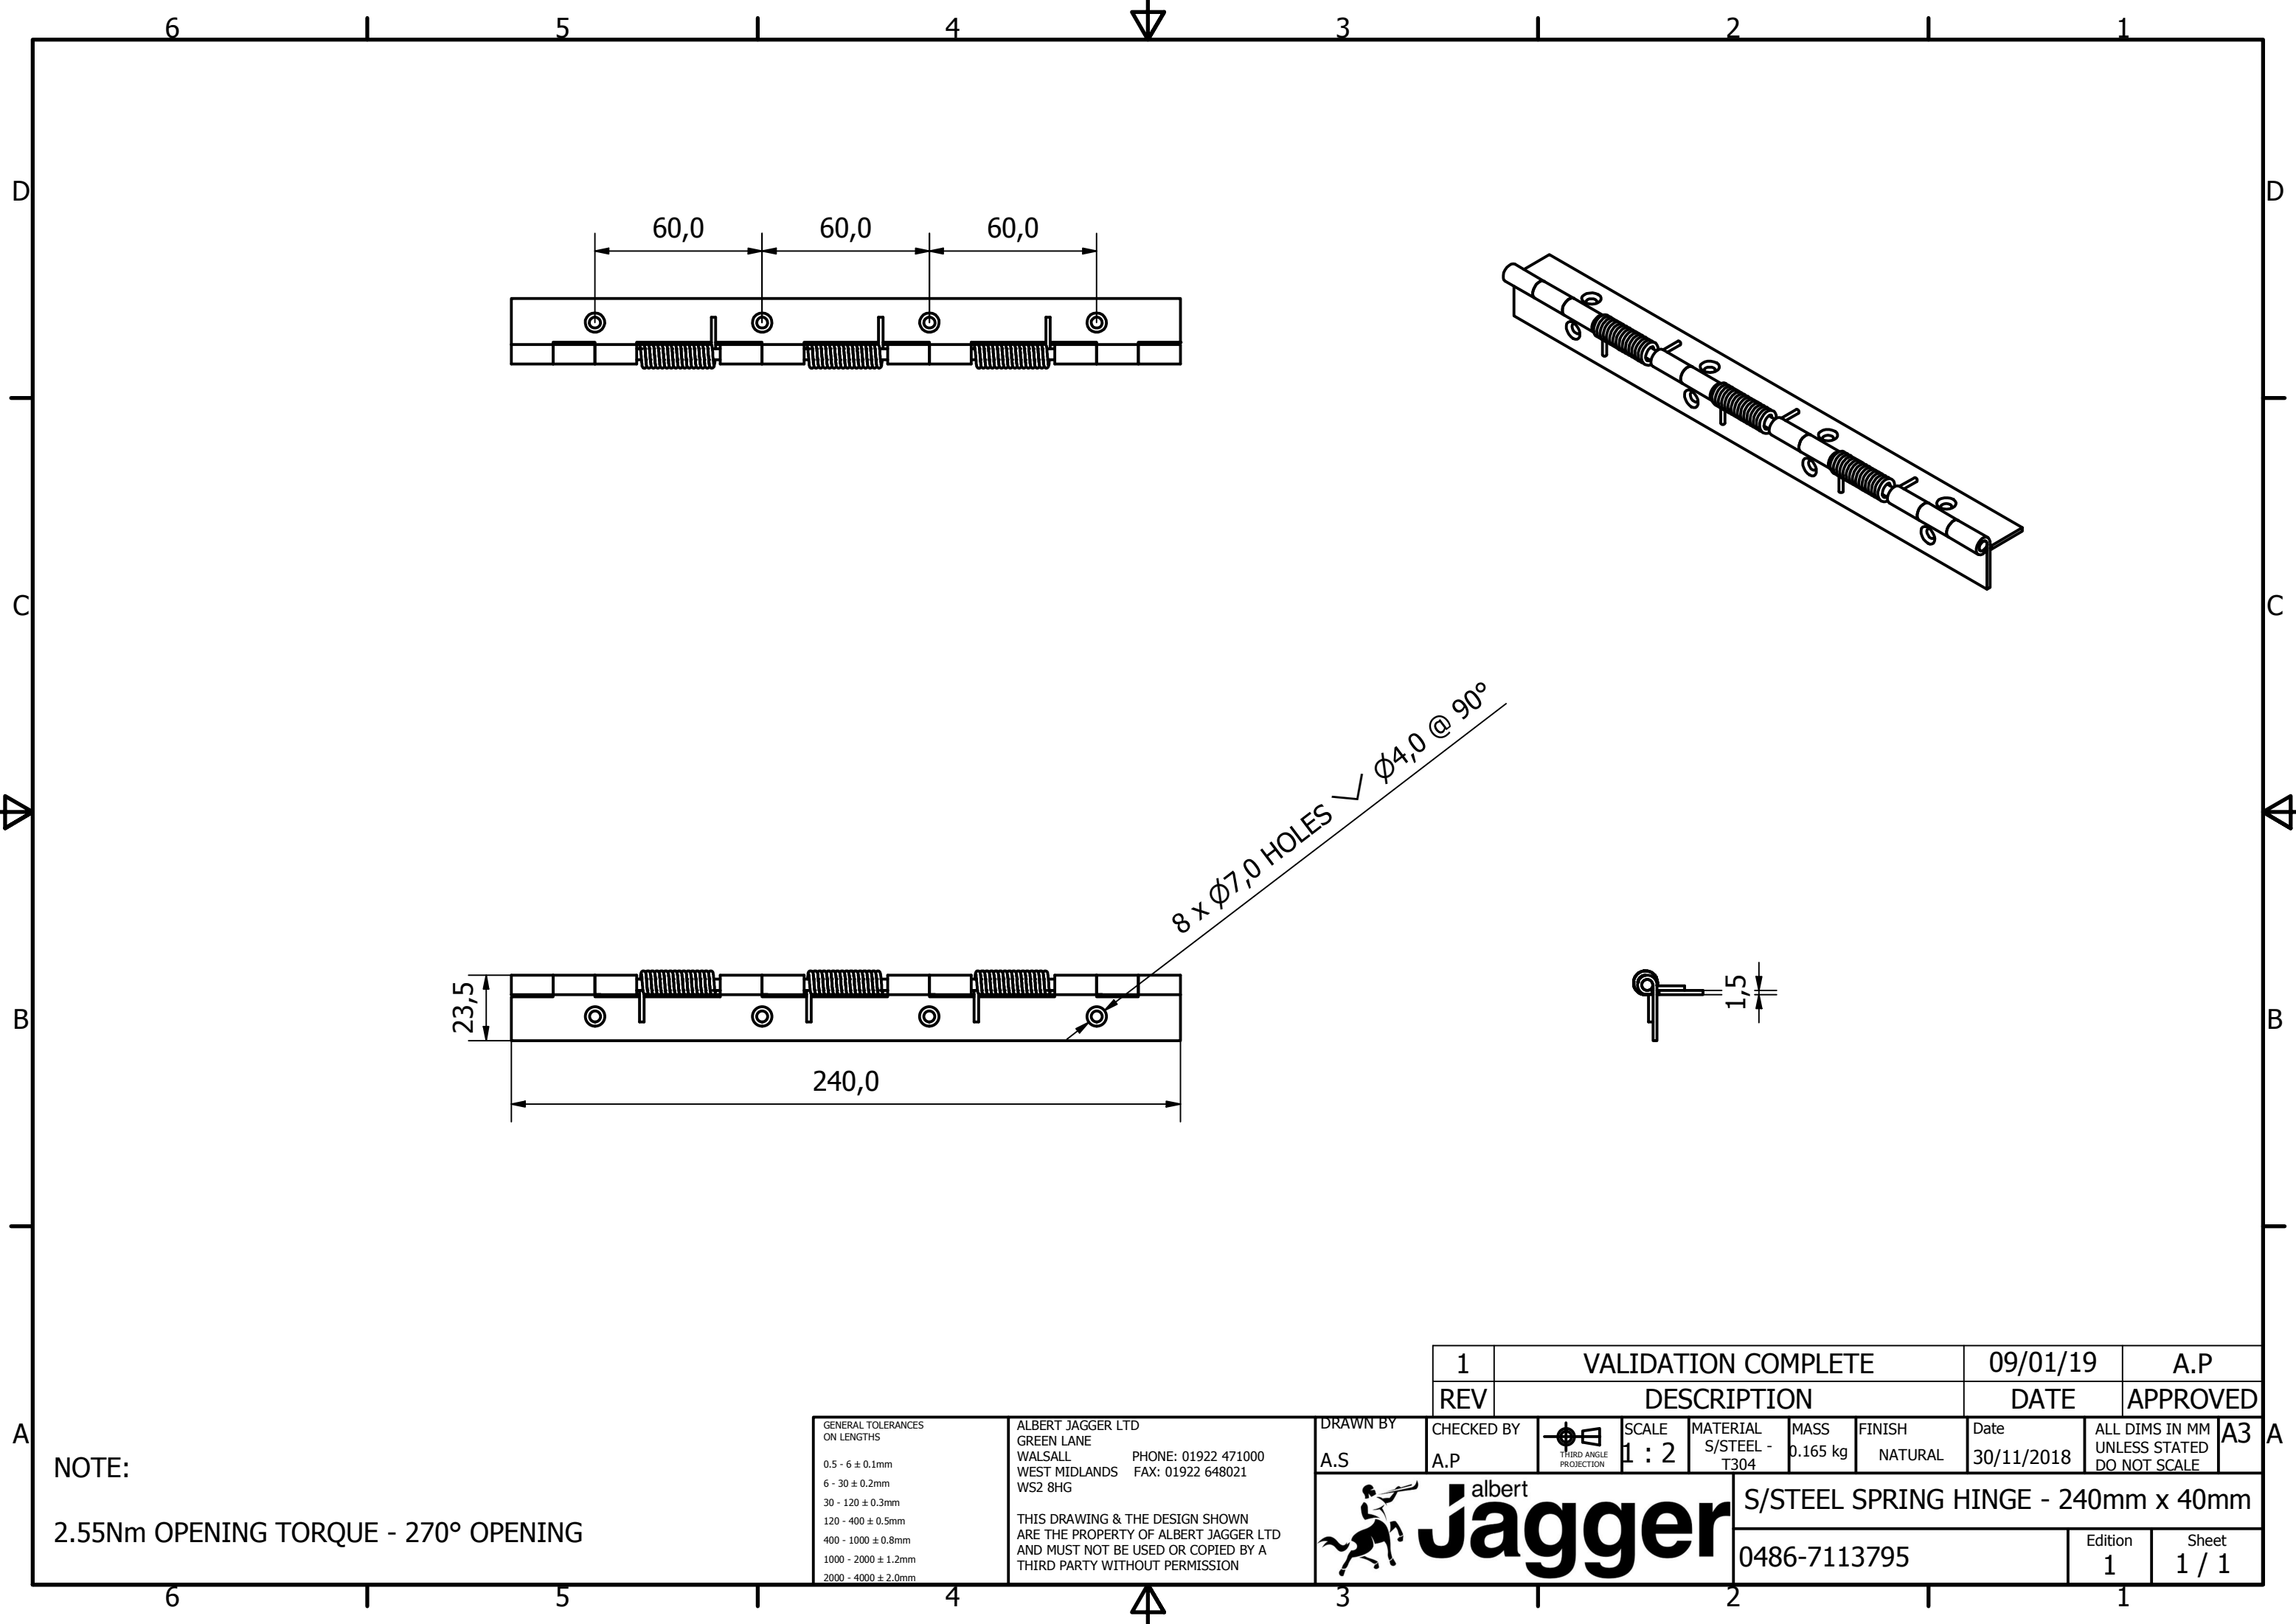 6 5 4 3 2 1
D D
60,0 60,0 60,0
C C
8 x ϕ7,0 HOLES ⌵ ϕ4,0 @ 90°
23,5
1,5
B B
240,0
1 VALIDATION COMPLETE 09/01/19 A.P
REV DESCRIPTION DATE APPROVED
A A
NOTE:
2.55Nm OPENING TORQUE - 270° OPENING
GENERAL TOLERANCES
ON LENGTHS
0.5 - 6 ± 0.1mm
6 - 30 ± 0.2mm
30 - 120 ± 0.3mm
120 - 400 ± 0.5mm
400 - 1000 ± 0.8mm
1000 - 2000 ± 1.2mm
2000 - 4000 ± 2.0mm
ALBERT JAGGER LTD
GREEN LANE
WALSALL PHONE: 01922 471000
WEST MIDLANDS FAX: 01922 648021
WS2 8HG
THIS DRAWING & THE DESIGN SHOWN
ARE THE PROPERTY OF ALBERT JAGGER LTD
AND MUST NOT BE USED OR COPIED BY A
THIRD PARTY WITHOUT PERMISSION
DRAWN BY
A.S
CHECKED BY
A.P
THIRD ANGLE
PROJECTION
SCALE
1 : 2
MATERIAL
S/STEEL -
T304
MASS
0.165 kg
FINISH
NATURAL
Date
30/11/2018
ALL DIMS IN MM
UNLESS STATED
DO NOT SCALE
A3
albert
Jagger
S/STEEL SPRING HINGE - 240mm x 40mm
0486-7113795
Edition
1
Sheet
1 / 1
6 5 4 3 2 1